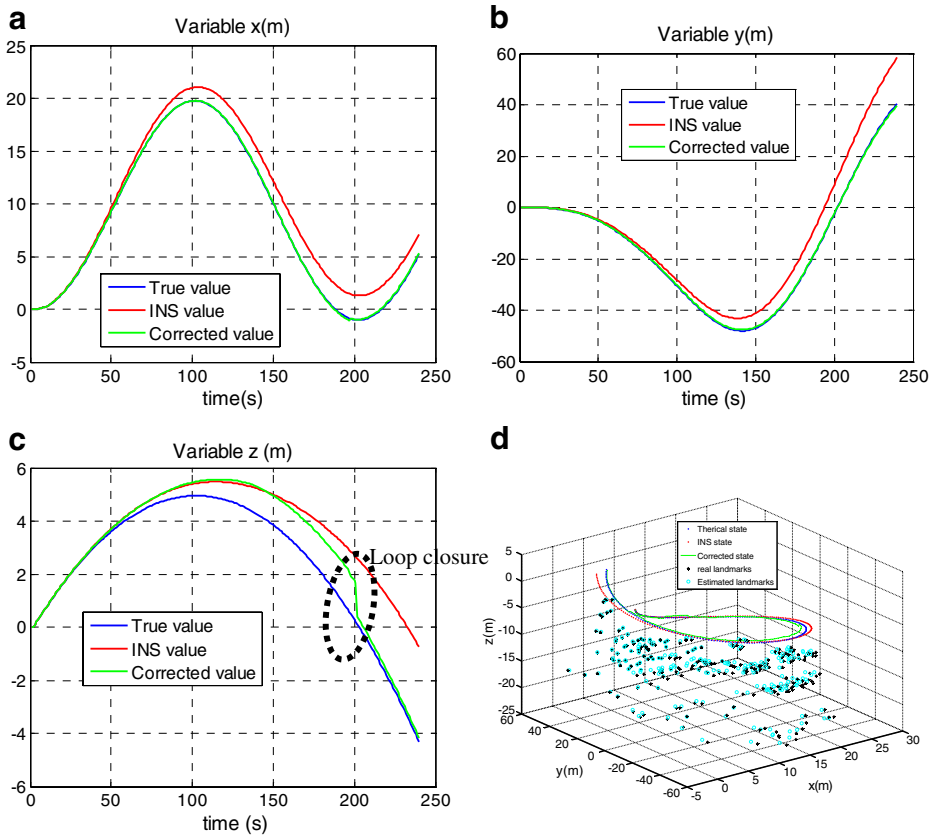 a
Variable x(m)
25
20
15
10
5
0
-5
True value
INS value
Corrected value
0 50 100 150 200 250
time(s)
b
Variable y(m)
60
40
20
0
-20
-40
-60
True value
INS value
Corrected value
0 50 100 150 200 250
time (s)
c
Variable z (m)
6
4
2
0
-2
-4
-6
Loop closure
True value
INS value
Corrected value
0 50 100 150 200 250
time (s)
d
Therical state
INS state
Corrected state
real landmarks
Estimated landmarks
5
0
-5
-10
-15
-20
-25
z(m)
60
40
20
0
-20
-40
-60
y(m)
-5
0
5
10
15
20
25
30
x(m)